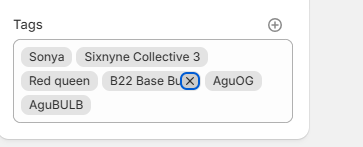 Tags
Sonya Sixnyne Collective 3
Red queen B22 Base Bu AguOG
AguBULB